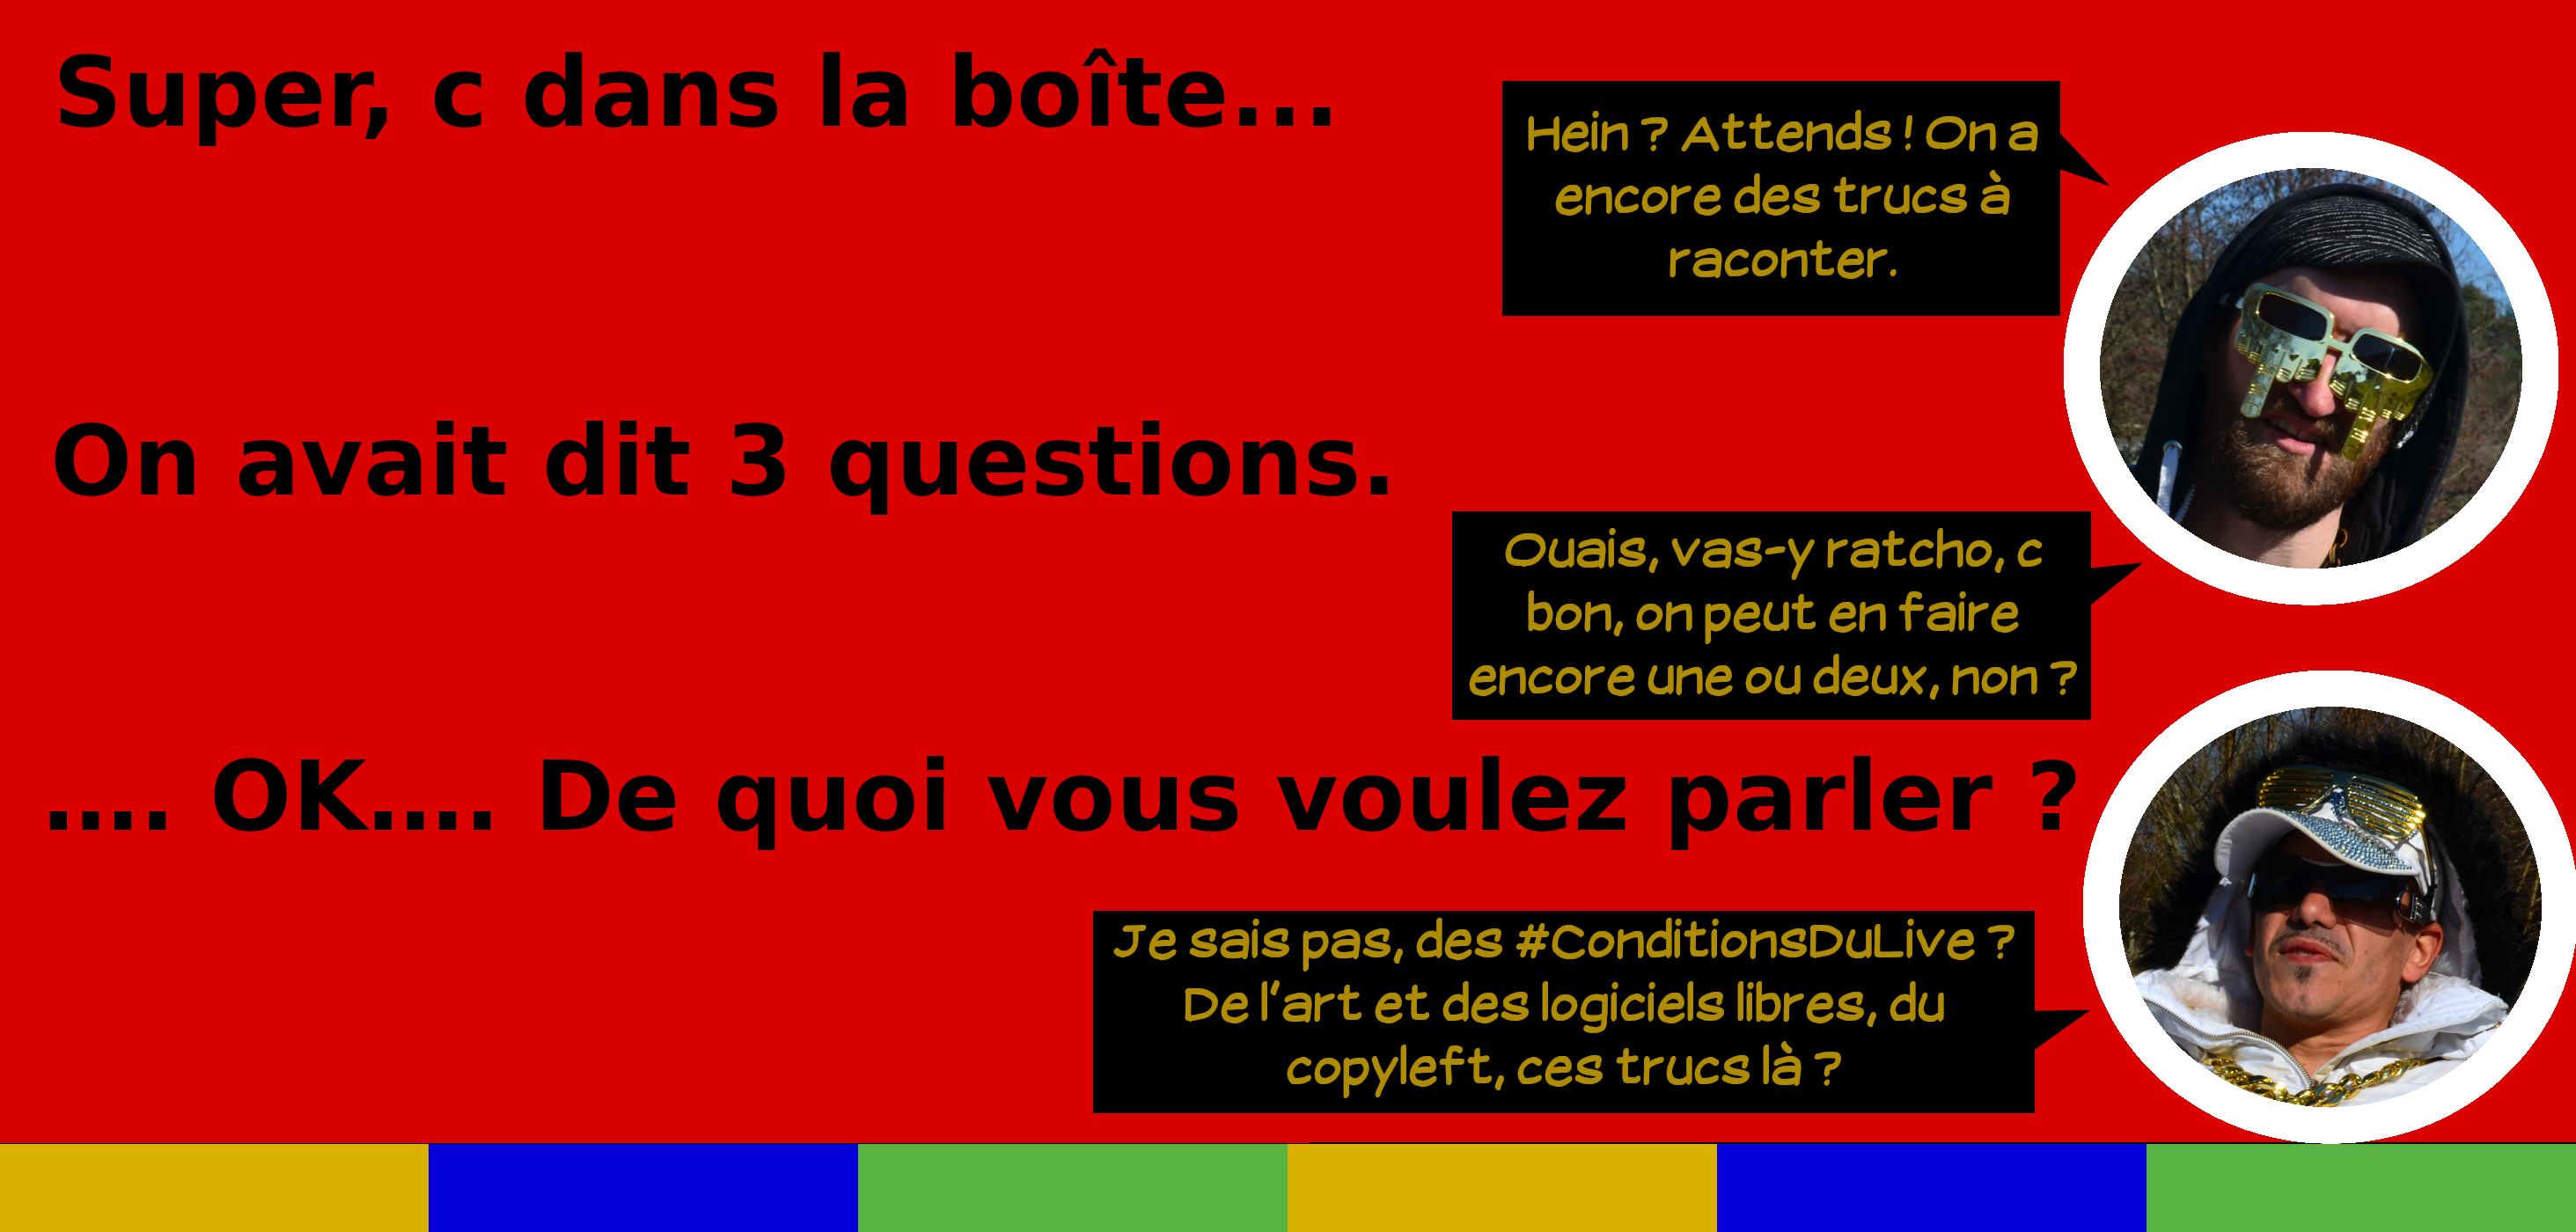 Super, c dans la boîte...
Hein ? Attends ! On a
encore des trucs à
raconter.
On avait dit 3 questions.
Ouais, vas-y ratcho, c
bon, on peut en faire
encore une ou deux, non ?
.... OK.... De quoi vous voulez parler ?
Je sais pas, des #ConditionsDuLive ?
De l'art et des logiciels libres, du
copyleft, ces trucs là ?